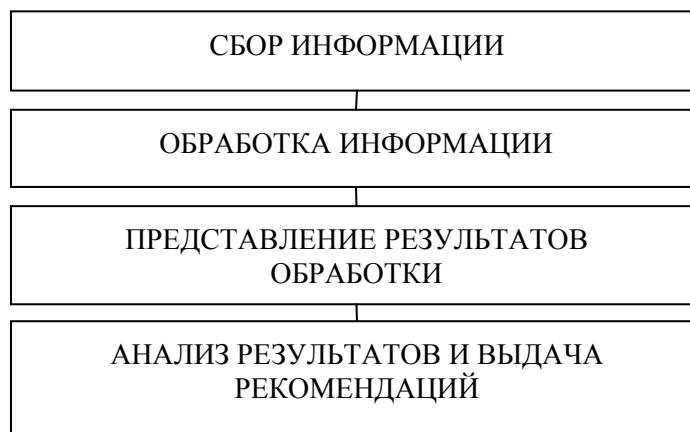 СБОР ИНФОРМАЦИИ
ОБРАБОТКА ИНФОРМАЦИИ
ПРЕДСТАВЛЕНИЕ РЕЗУЛЬТАТОВ
ОБРАБОТКИ
АНАЛИЗ РЕЗУЛЬТАТОВ И ВЫДАЧА
РЕКОМЕНДАЦИЙ